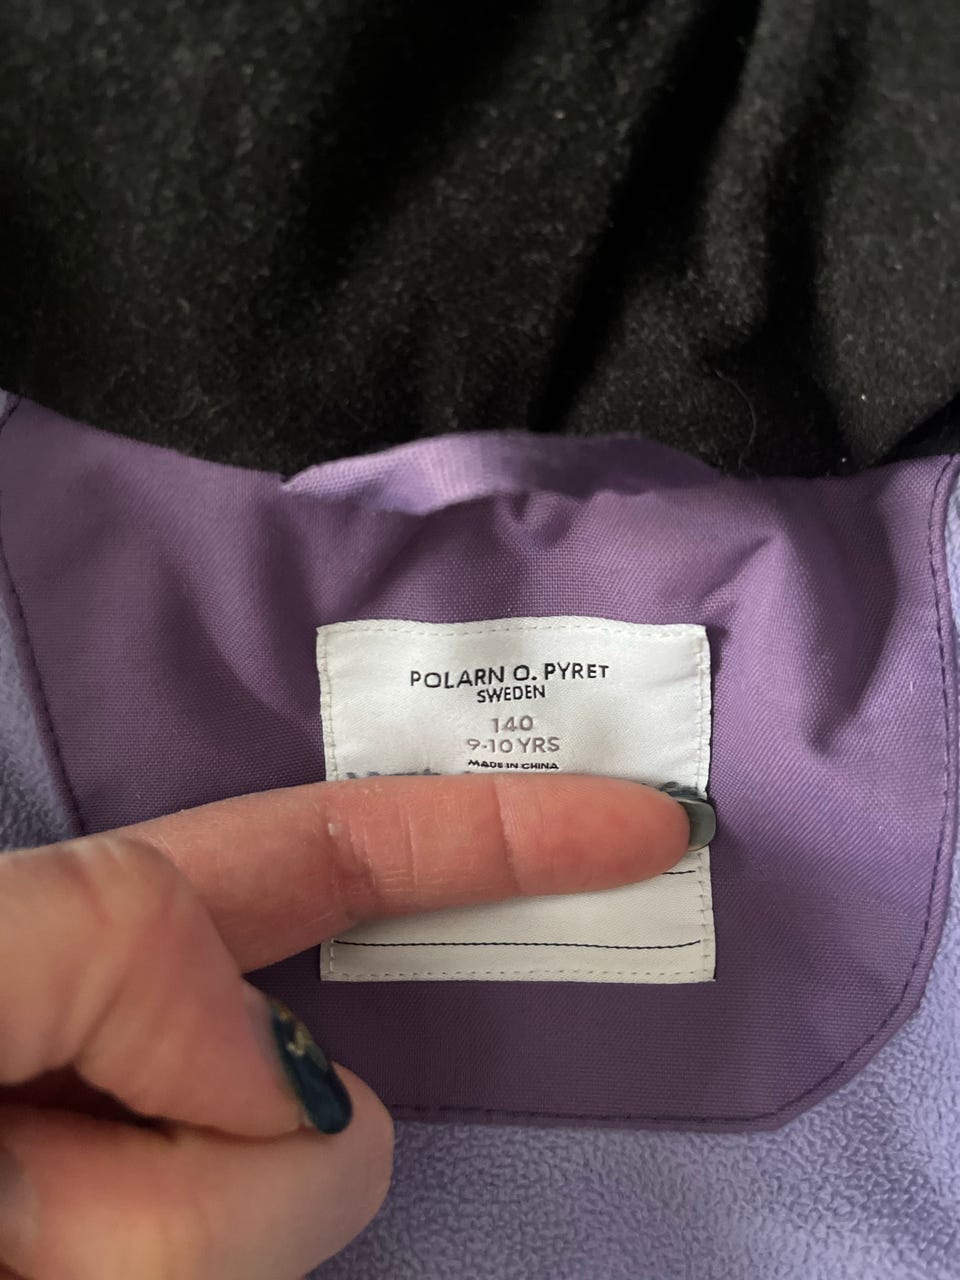 POLARN O. PYRET
SWEDEN
140
9-10 YRS
MADE IN CHINA